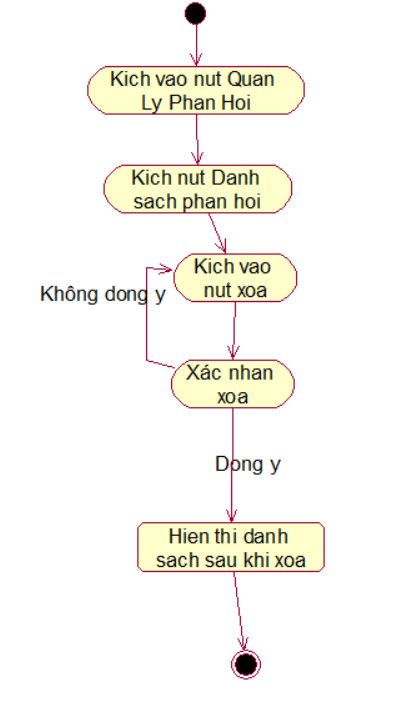 Kich vao nut Quan
Ly Phan Hoi
Kich nut Danh
sach phan hoi
Kich vao
nut xoa
Không dong y
Xác nhan
xoa
Dong y
Hien thi danh
sach sau khi xoa